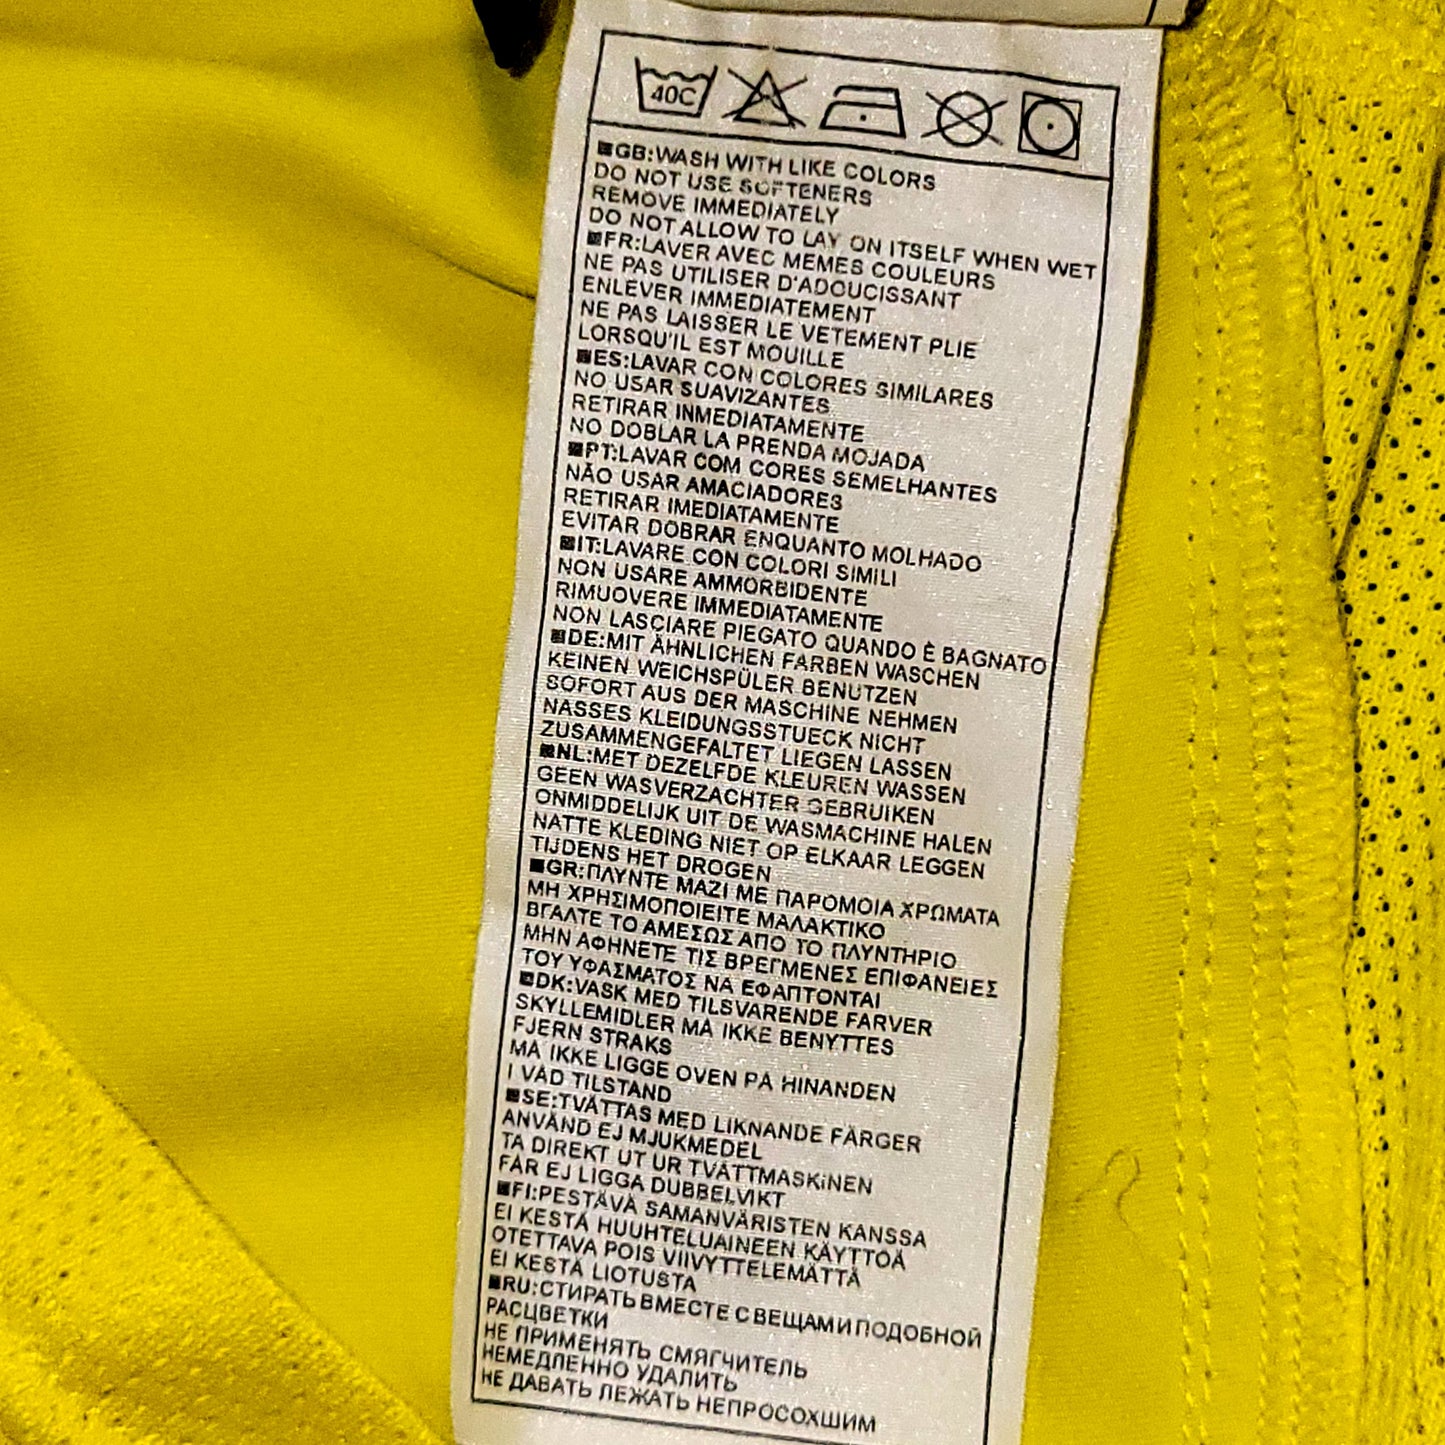 40C
GB:WASH WITH LIKE COLORS
DO NOT USE SOFTENERS
REMOVE IMMEDIATELY
DO NOT ALLOW TO LAY ON ITSELF WHEN WET
FR:LAVER AVEC MEMES COULEURS
NE PAS UTILISER D'ADOUCISSANT
ENLEVER IMMEDIATEMENT
NE PAS LAISSER LE VETEMENT PLIE
LORSQU'IL EST MOUILLE
ES:LAVAR CON COLORES SIMILARES
NO USAR SUAVIZANTES
RETIRAR INMEDIATAMENTE
NO DOBLAR LA PRENDA MOJADA
PT:LAVAR COM CORES SEMELHANTES
NÃO USAR AMACIADORES
RETIRAR IMEDIATAMENTE
EVITAR DOBRAR ENQUANTO MOLHADO
IT:LAVARE CON COLORI SIMILI
NON USARE AMMORBIDENTE
RIMUOVERE IMMEDIATAMENTE
NON LASCIARE PIEGATO QUANDO È BAGNATO
DE:MIT ÄHNLICHEN FARBEN WASCHEN
KEINEN WEICHSPÜLER BENUTZEN
SOFORT AUS DER MASCHINE NEHMEN
NASSES KLEIDUNGSSTUECK NICHT
ZUSAMMENGEFALTET LIEGEN LASSEN
NL:MET DEZELFDE KLEUREN WASSEN
GEEN WASVERZACHTER GEBRUIKEN
ONMIDDELIJK UIT DE WASMACHINE HALEN
NATTE KLEDING NIET OP ELKAAR LEGGEN
TIJDENS HET DROGEN
GR:ΠΛΥΝΤΕ ΜΑΖΙ ΜΕ ΠΑΡΟΜΟΙΑ ΧΡΩΜΑΤΑ
ΜΗ ΧΡΗΣΙΜΟΠΟΙΕΙΤΕ ΜΑΛΑΚΤΙΚΟ
ΒΓΑΛΤΕ ΤΟ ΑΜΕΣΩΣ ΑΠΟ ΤΟ ΠΛΥΝΤΗΡΙΟ
ΜΗΝ ΑΦΗΝΕΤΕ ΤΙΣ ΒΡΕΓΜΕΝΕΣ ΕΠΙΦΑΝΕΙΕΣ
ΤΟΥ ΥΦΑΣΜΑΤΟΣ ΝΑ ΕΦΑΠΤΟΝΤΑΙ
DK:VASK MED TILSVARENDE FARVER
SKYLLEMIDLER MÅ IKKE BENYTTES
FJERN STRAKS
MÅ IKKE LIGGE OVEN PÅ HINANDEN
I VÅD TILSTAND
SE:TVÄTTAS MED LIKNANDE FÄRGER
ANVÄND EJ MJUKMEDEL
TA DIREKT UT UR TVÄTTMASKINEN
FÅR EJ LIGGA DUBBELVIKT
FI:PESTÄVÄ SAMANVÄRISTEN KANSSA
EI KESTÄ HUUHTELUAINEEN KÄYTTÖÄ
OTETTAVA POIS VIIVYTTELEMÄTTÄ
EI KESTÄ LIOTUSTA
RU:СТИРАТЬ ВМЕСТЕ С ВЕЩАМИ ПОДОБНОЙ
РАСЦВЕТКИ
НЕ ПРИМЕНЯТЬ СМЯГЧИТЕЛЬ
НЕМЕДЛЕННО УДАЛИТЬ
НЕ ДАВАТЬ ЛЕЖАТЬ НЕПРОСОХШИМ